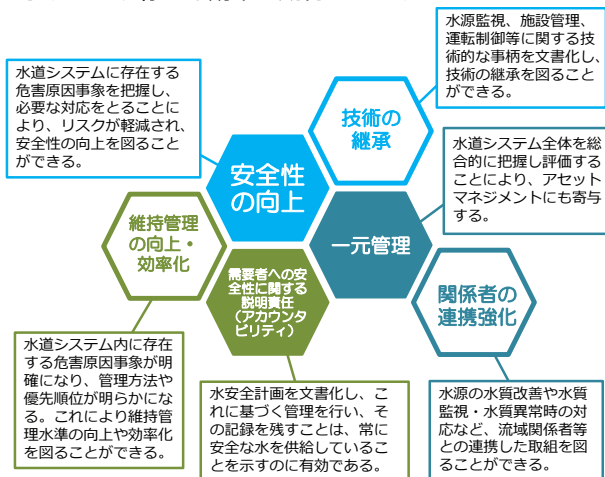 水源監視、施設管理、
運転制御等に関する技
術的な事柄を文書化し、
技術の継承を図ること
ができる。
水道システムに存在する
危害原因事象を把握し、
必要な対応をとることに
より、リスクが軽減され、
安全性の向上を図ること
ができる。
技術の
継承
水道システム全体を総
合的に把握し評価する
ことにより、アセット
マネジメントにも寄与
する。
安全性
の向上
維持管理
の向上・
効率化
一元管理
需要者への安
全性に関する
説明責任
（アカウンタ
ビリティ）
関係者の
連携強化
水道システム内に存在
する危害原因事象が明
確になり、管理方法や
優先順位が明らかにな
る。これにより維持管
理水準の向上や効率化
を図ることができる。
水安全計画を文書化し、こ
れに基づく管理を行い、そ
の記録を残すことは、常に
安全な水を供給しているこ
とを示すのに有効である。
水源の水質改善や水質
監視・水質異常時の対
応など、流域関係者等
との連携した取組を図
ることができる。